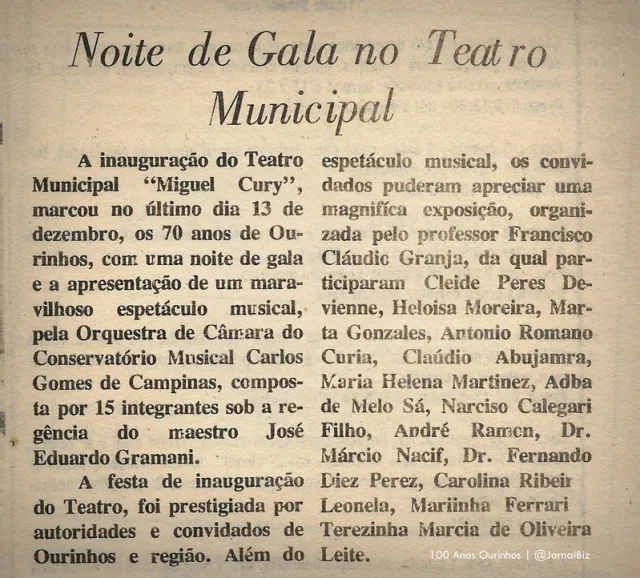 Noite de Gala no Teatro
Municipal
A inauguração do Teatro
Municipal “Miguel Cury”,
marcou no último dia 13 de
dezembro, os 70 anos de Ou-
rinhos, com uma noite de gala
e a apresentação de um mara-
vilhoso espetáculo musical,
pela Orquestra de Câmara do
Conservatório Musical Carlos
Gomes de Campinas, compos-
ta por 15 integrantes sob a re-
gência do maestro José
Eduardo Gramani.
A festa de inauguração
do Teatro, foi prestigiada por
autoridades e convidados de
Ourinhos e região. Além do
espetáculo musical, os convi-
dados puderam apreciar uma
magnífica exposição, organi-
zada pelo professor Francisco
Cláudio Granja, da qual par-
ticiparam Cleide Peres De-
vienne, Heloisa Moreira, Mar-
ta Gonzales, Antonio Romano
Curia, Claúdio Abujamra,
Maria Helena Martinez, Adba
de Melo Sá, Narciso Calegari
Filho, André Ramon, Dr.
Márcio Nacif, Dr. Fernando
Diez Perez, Carolina Ribeir
Leonela, Mariinha Ferrari
Terezinha Marcia de Oliveira
Leite.
100 Anos Ourinhos | @JornalBiz